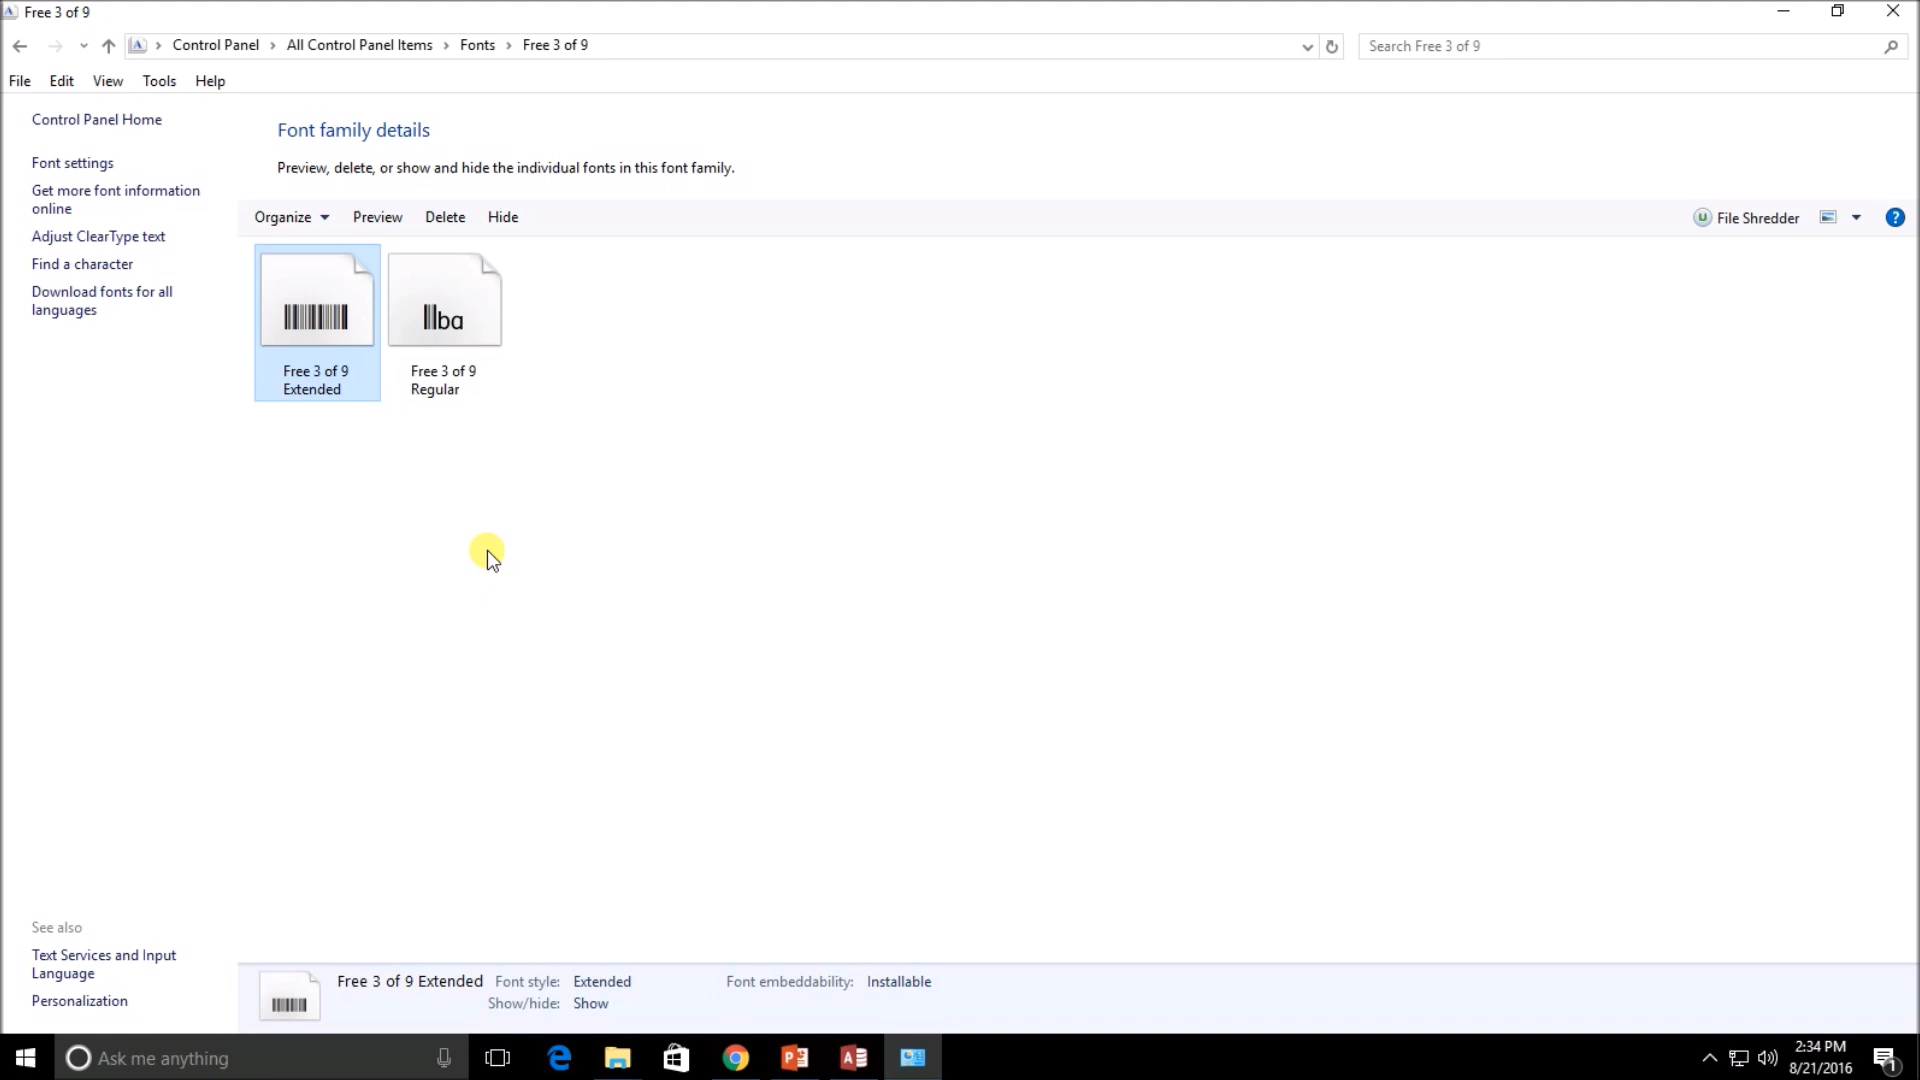 Free 3 of 9
Control Panel > All Control Panel Items > Fonts > Free 3 of 9
Search Free 3 of 9
File Edit View Tools Help
Control Panel Home
Font settings
Get more font information
online
Adjust ClearType text
Find a character
Download fonts for all
languages
Font family details
Preview, delete, or show and hide the individual fonts in this font family.
Organize Preview Delete Hide
File Shredder
ba
Free 3 of 9
Extended
Free 3 of 9
Regular
See also
Text Services and Input
Language
Personalization
Free 3 of 9 Extended Font style: Extended Font embeddability: Installable
Show/hide: Show
Ask me anything
2:34 PM
8/21/2016
1